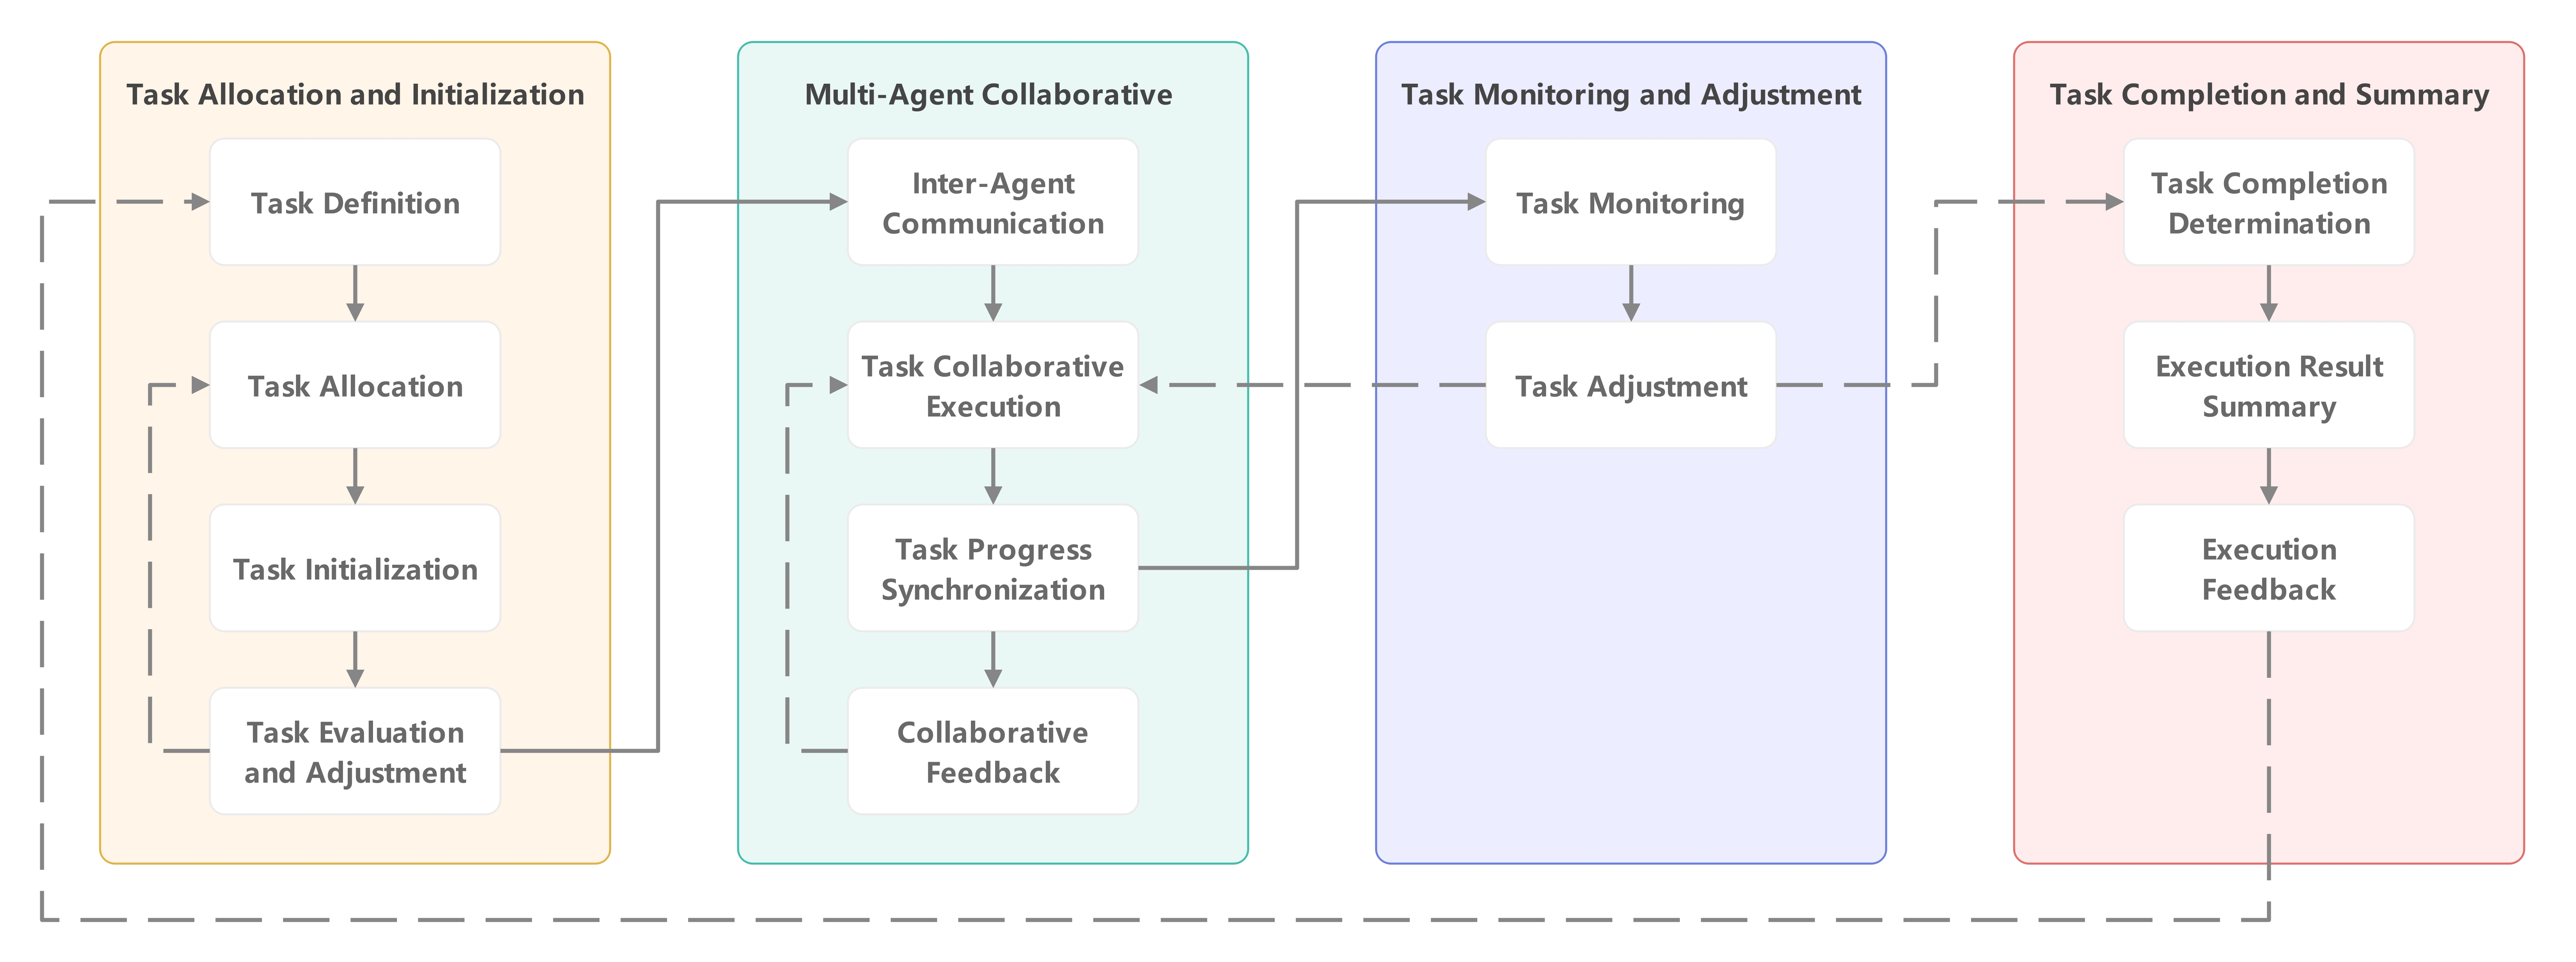 Task Allocation and Initialization
Task Definition
Task Allocation
Task Initialization
Task Evaluation
and Adjustment
Multi-Agent Collaborative
Inter-Agent
Communication
Task Collaborative
Execution
Task Progress
Synchronization
Collaborative
Feedback
Task Monitoring and Adjustment
Task Monitoring
Task Adjustment
Task Completion and Summary
Task Completion
Determination
Execution Result
Summary
Execution
Feedback